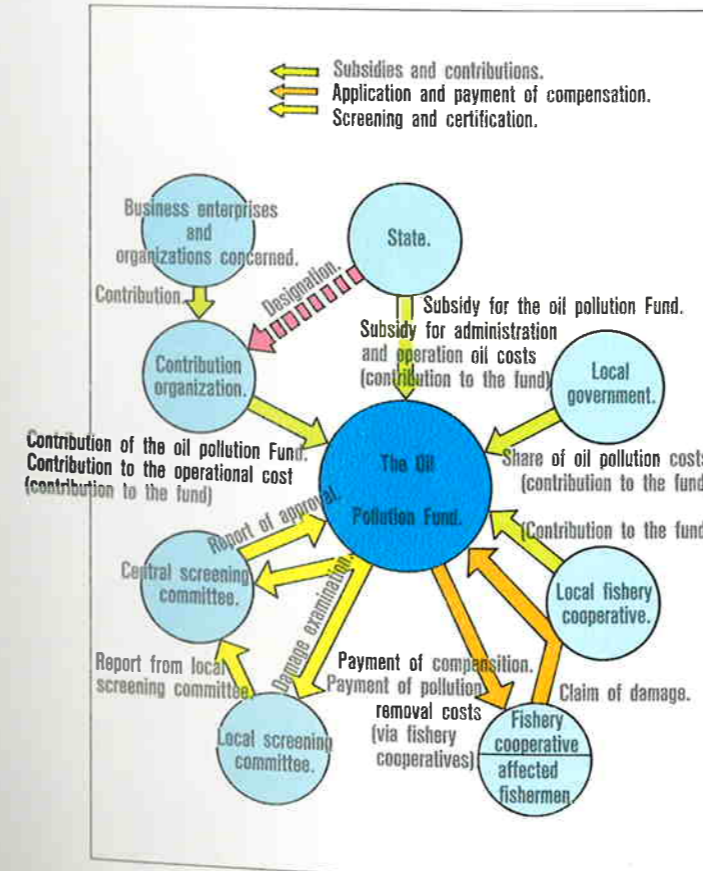 Subsidies and contributions.
Application and payment of compensation.
Screening and certification.
Business enterprises
and
organizations concerned.
State.
Contribution.
Designation.
Subsidy for the oil pollution Fund.
Subsidy for administration
and operation oil costs
(contribution to the fund)
Contribution
organization.
Local
government.
Contribution of the oil pollution Fund.
Contribution to the operational cost
(contribution to the fund)
The Oil
Pollution Fund.
Share of oil pollution costs
(contribution to the fund
Report of approval.
(Contribution to the fund
Central screening
committee.
Damage examination.
Local fishery
cooperative.
Report from local
screening committee.
Payment of compensition.
Payment of pollution
removal costs
(via fishery
cooperatives)
Claim of damage.
Local screening
committee.
Fishery
cooperative
affected
fishermen.